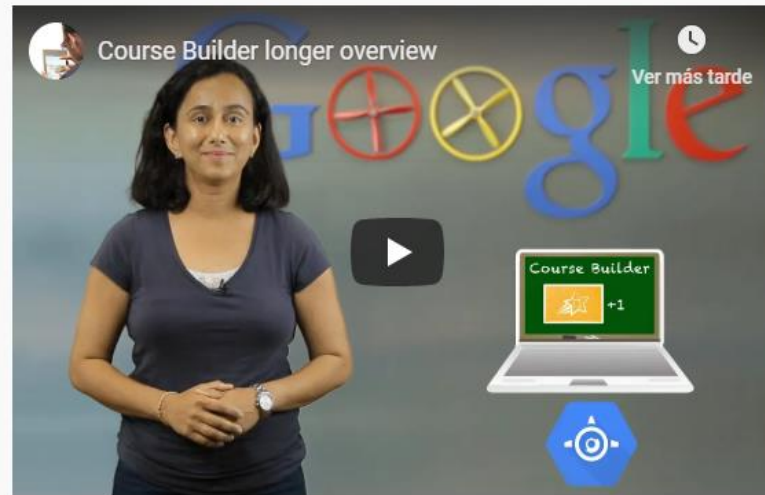 Course Builder longer overview
Ver más tarde
Google
Course Builder
+1